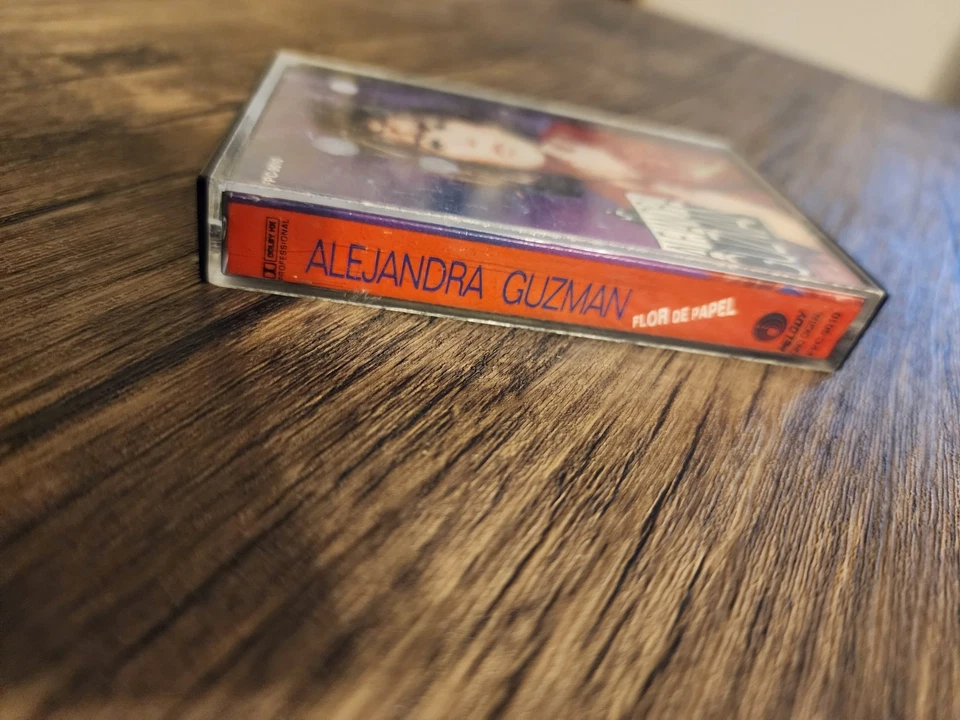 DOLBY HX
PROFESSIONAL
ALEJANDRA GUZMAN
FLOR DE PAPEL
MELODY